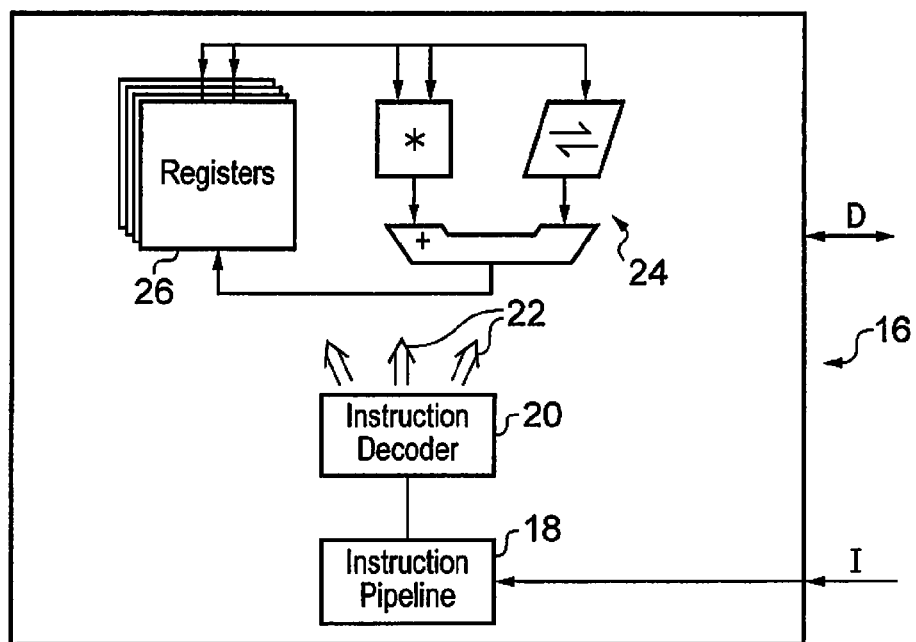 *
Registers
+
D
24
26
22
16
Instruction
Decoder
20
18
Instruction
Pipeline
I